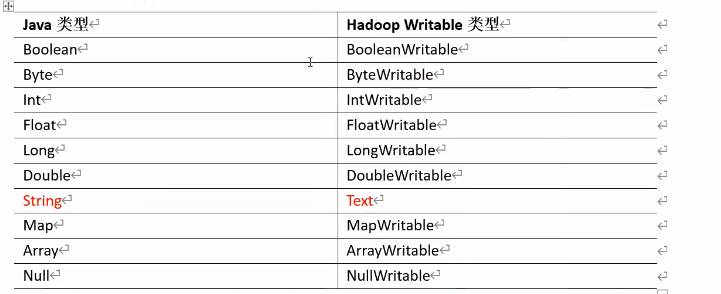 Java 类型 Hadoop Writable 类型
Boolean BooleanWritable
Byte ByteWritable
Int IntWritable
Float FloatWritable
Long LongWritable
Double DoubleWritable
String Text
Map MapWritable
Array ArrayWritable
Null NullWritable